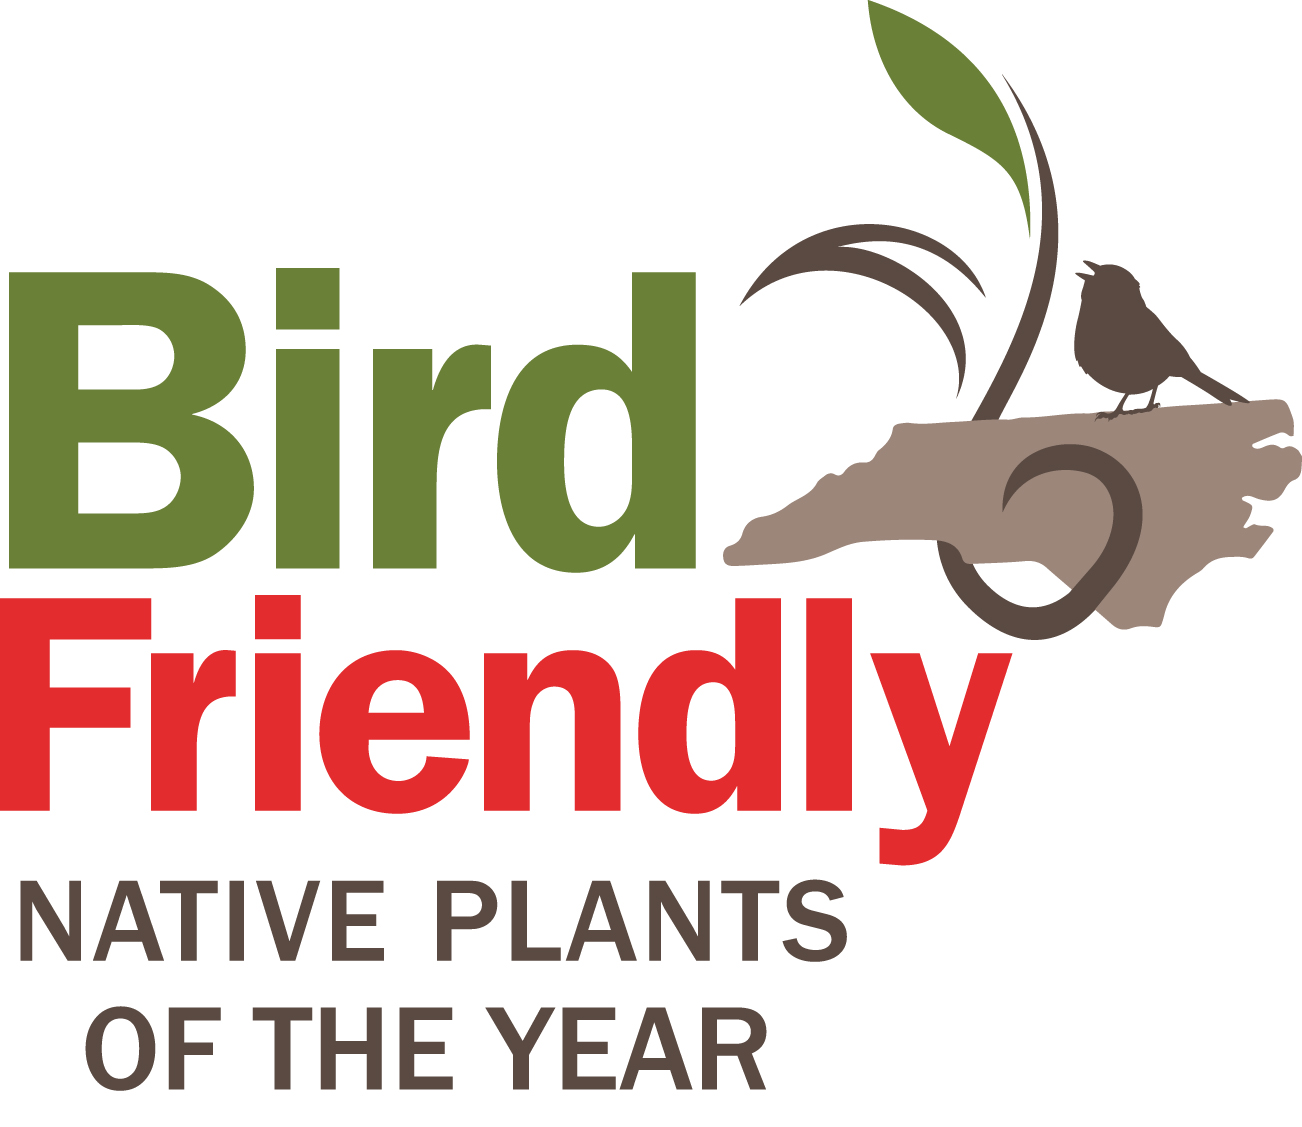 Bird
Friendly
NATIVE PLANTS
OF THE YEAR